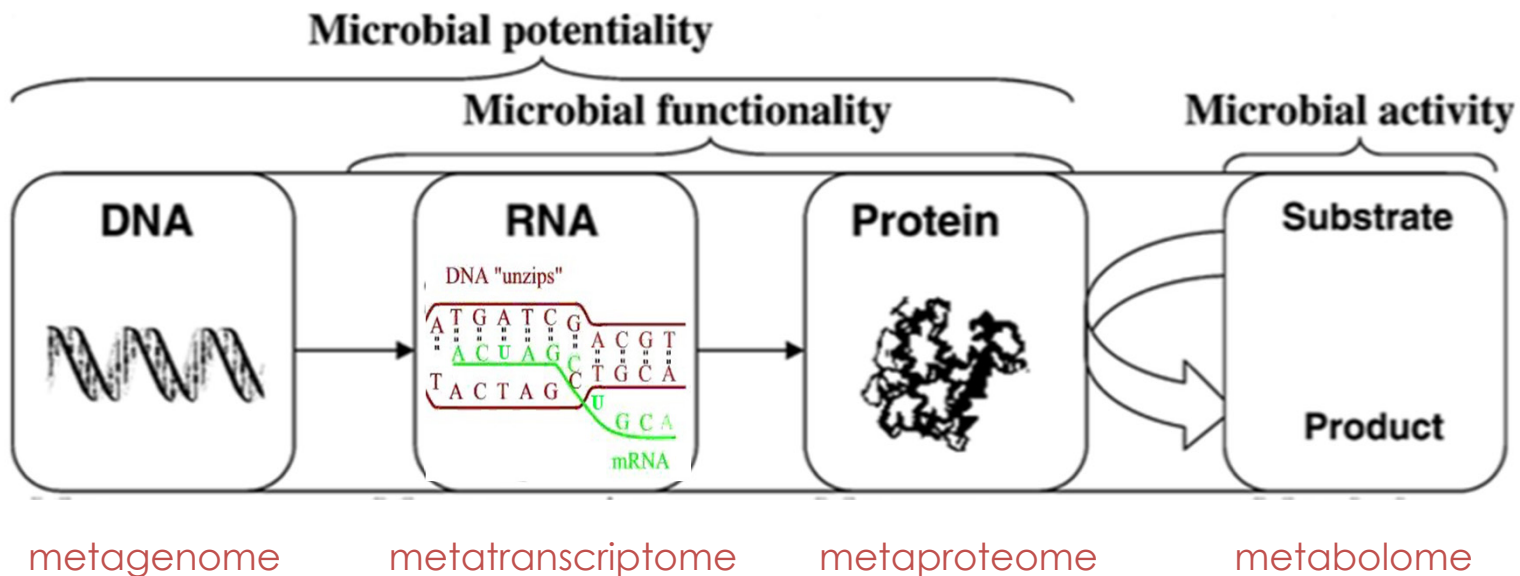 Microbial potentiality
Microbial functionality
Microbial activity
DNA
RNA
Protein
Substrate
DNA "unzips"
A T G A T C G A C G T
A C U A G C
T A C T A G C T G C A
U G C A
mRNA
Product
metagenome
metatranscriptome
metaproteome
metabolome